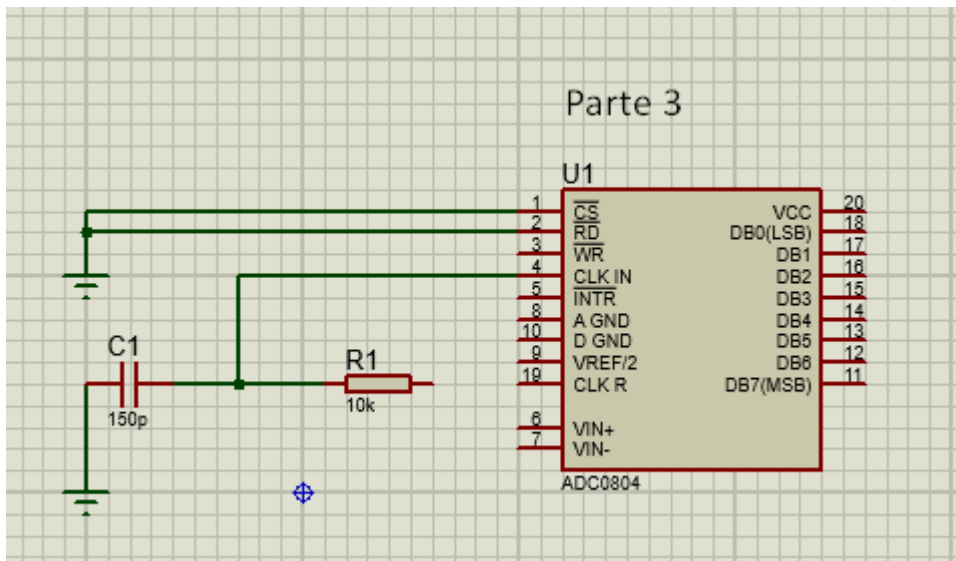 Parte 3
U1
1 CS VCC 20
2 RD DB0(LSB) 18
3 WR DB1 17
4 CLK IN DB2 16
5 INTR DB3 15
8 A GND DB4 14
10 D GND DB5 13
9 VREF/2 DB6 12
19 CLK R DB7(MSB) 11
6 VIN+
7 VIN-
ADC0804
C1
150p
R1
10k